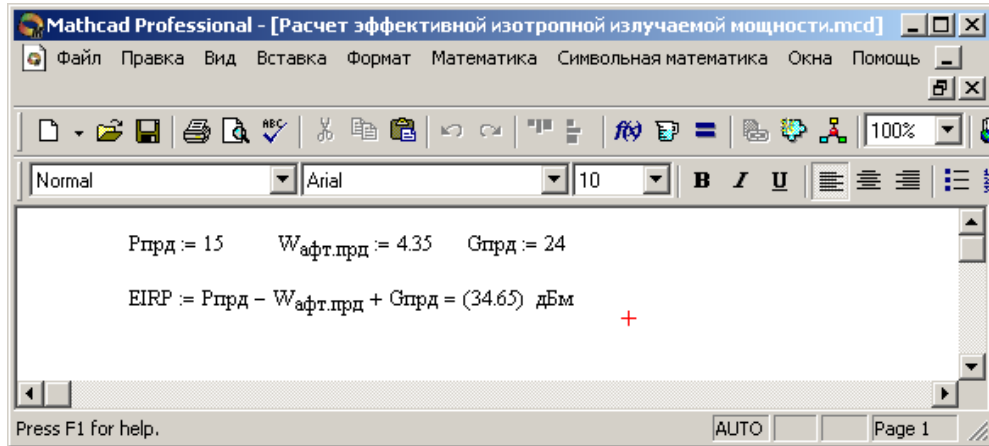 Mathcad Professional - [Расчет эффективной изотропной излучаемой мощности.mcd]
Файл Правка Вид Вставка Формат Математика Символьная математика Окна Помощь
ABC f(x) 100%
Normal Arial 10 B I U
Pпрд := 15 Wафт.прд := 4.35 Gпрд := 24
EIRP := Pпрд − Wафт.прд + Gпрд = (34.65) дБм
Press F1 for help. AUTO Page 1